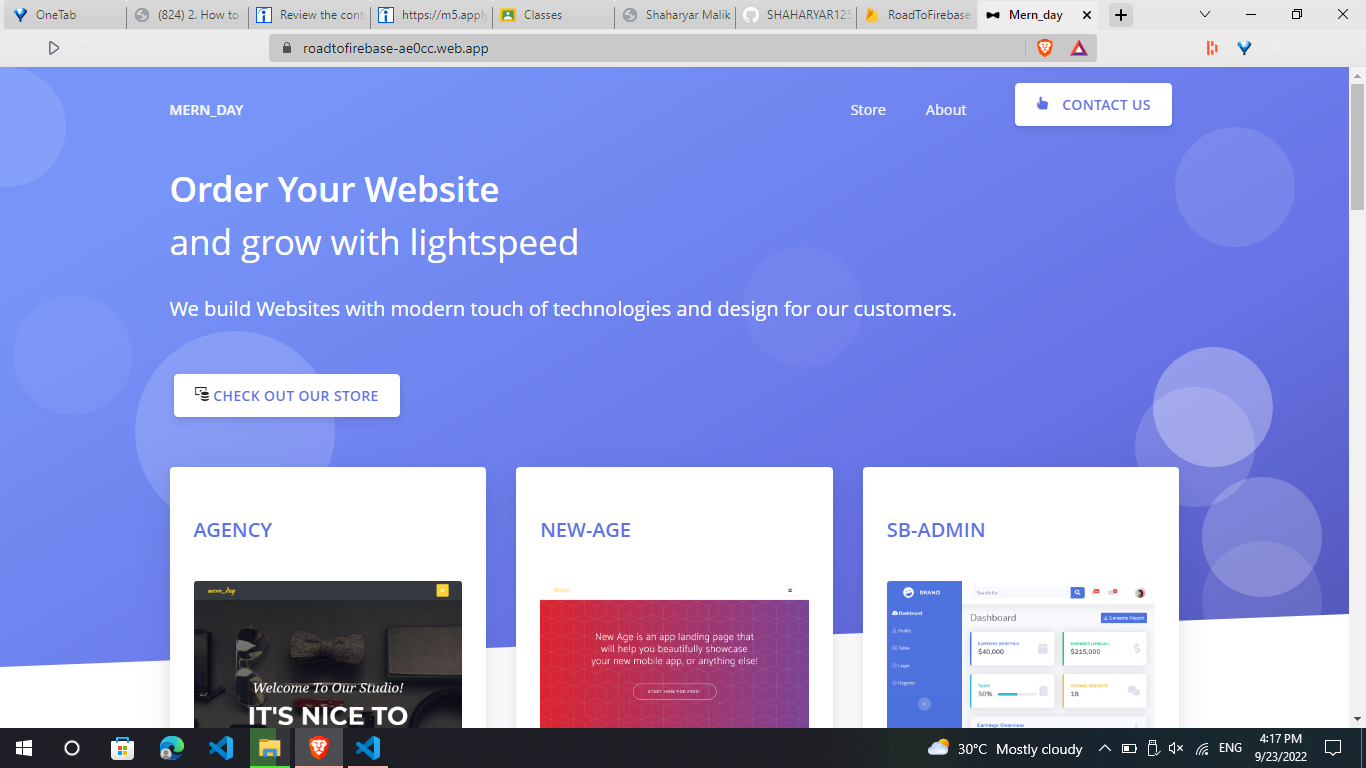 OneTab
(824) 2. How to
Review the cont
https://m5.apply
Classes
Shaharyar Malik
SHAHARYAR125
RoadToFirebase
Mern_day
roadtofirebase-ae0cc.web.app
MERN_DAY
Store
About
CONTACT US
Order Your Website
and grow with lightspeed
We build Websites with modern touch of technologies and design for our customers.
CHECK OUT OUR STORE
AGENCY
NEW-AGE
SB-ADMIN
mern_day
Welcome To Our Studio!
IT'S NICE TO
Brand
New Age is an app landing page that
will help you beautifully showcase
your new mobile app, or anything else!
START NOW FOR FREE!
BRAND
Dashboard
Profile
Table
Login
Register
Search for ...
Dashboard
Generate Report
EARNINGS (MONTHLY)
$40,000
EARNINGS (ANNUAL)
$215,000
TASKS
50%
PENDING REQUESTS
18
Earnings Overview
30°C Mostly cloudy
ENG
4:17 PM
9/23/2022